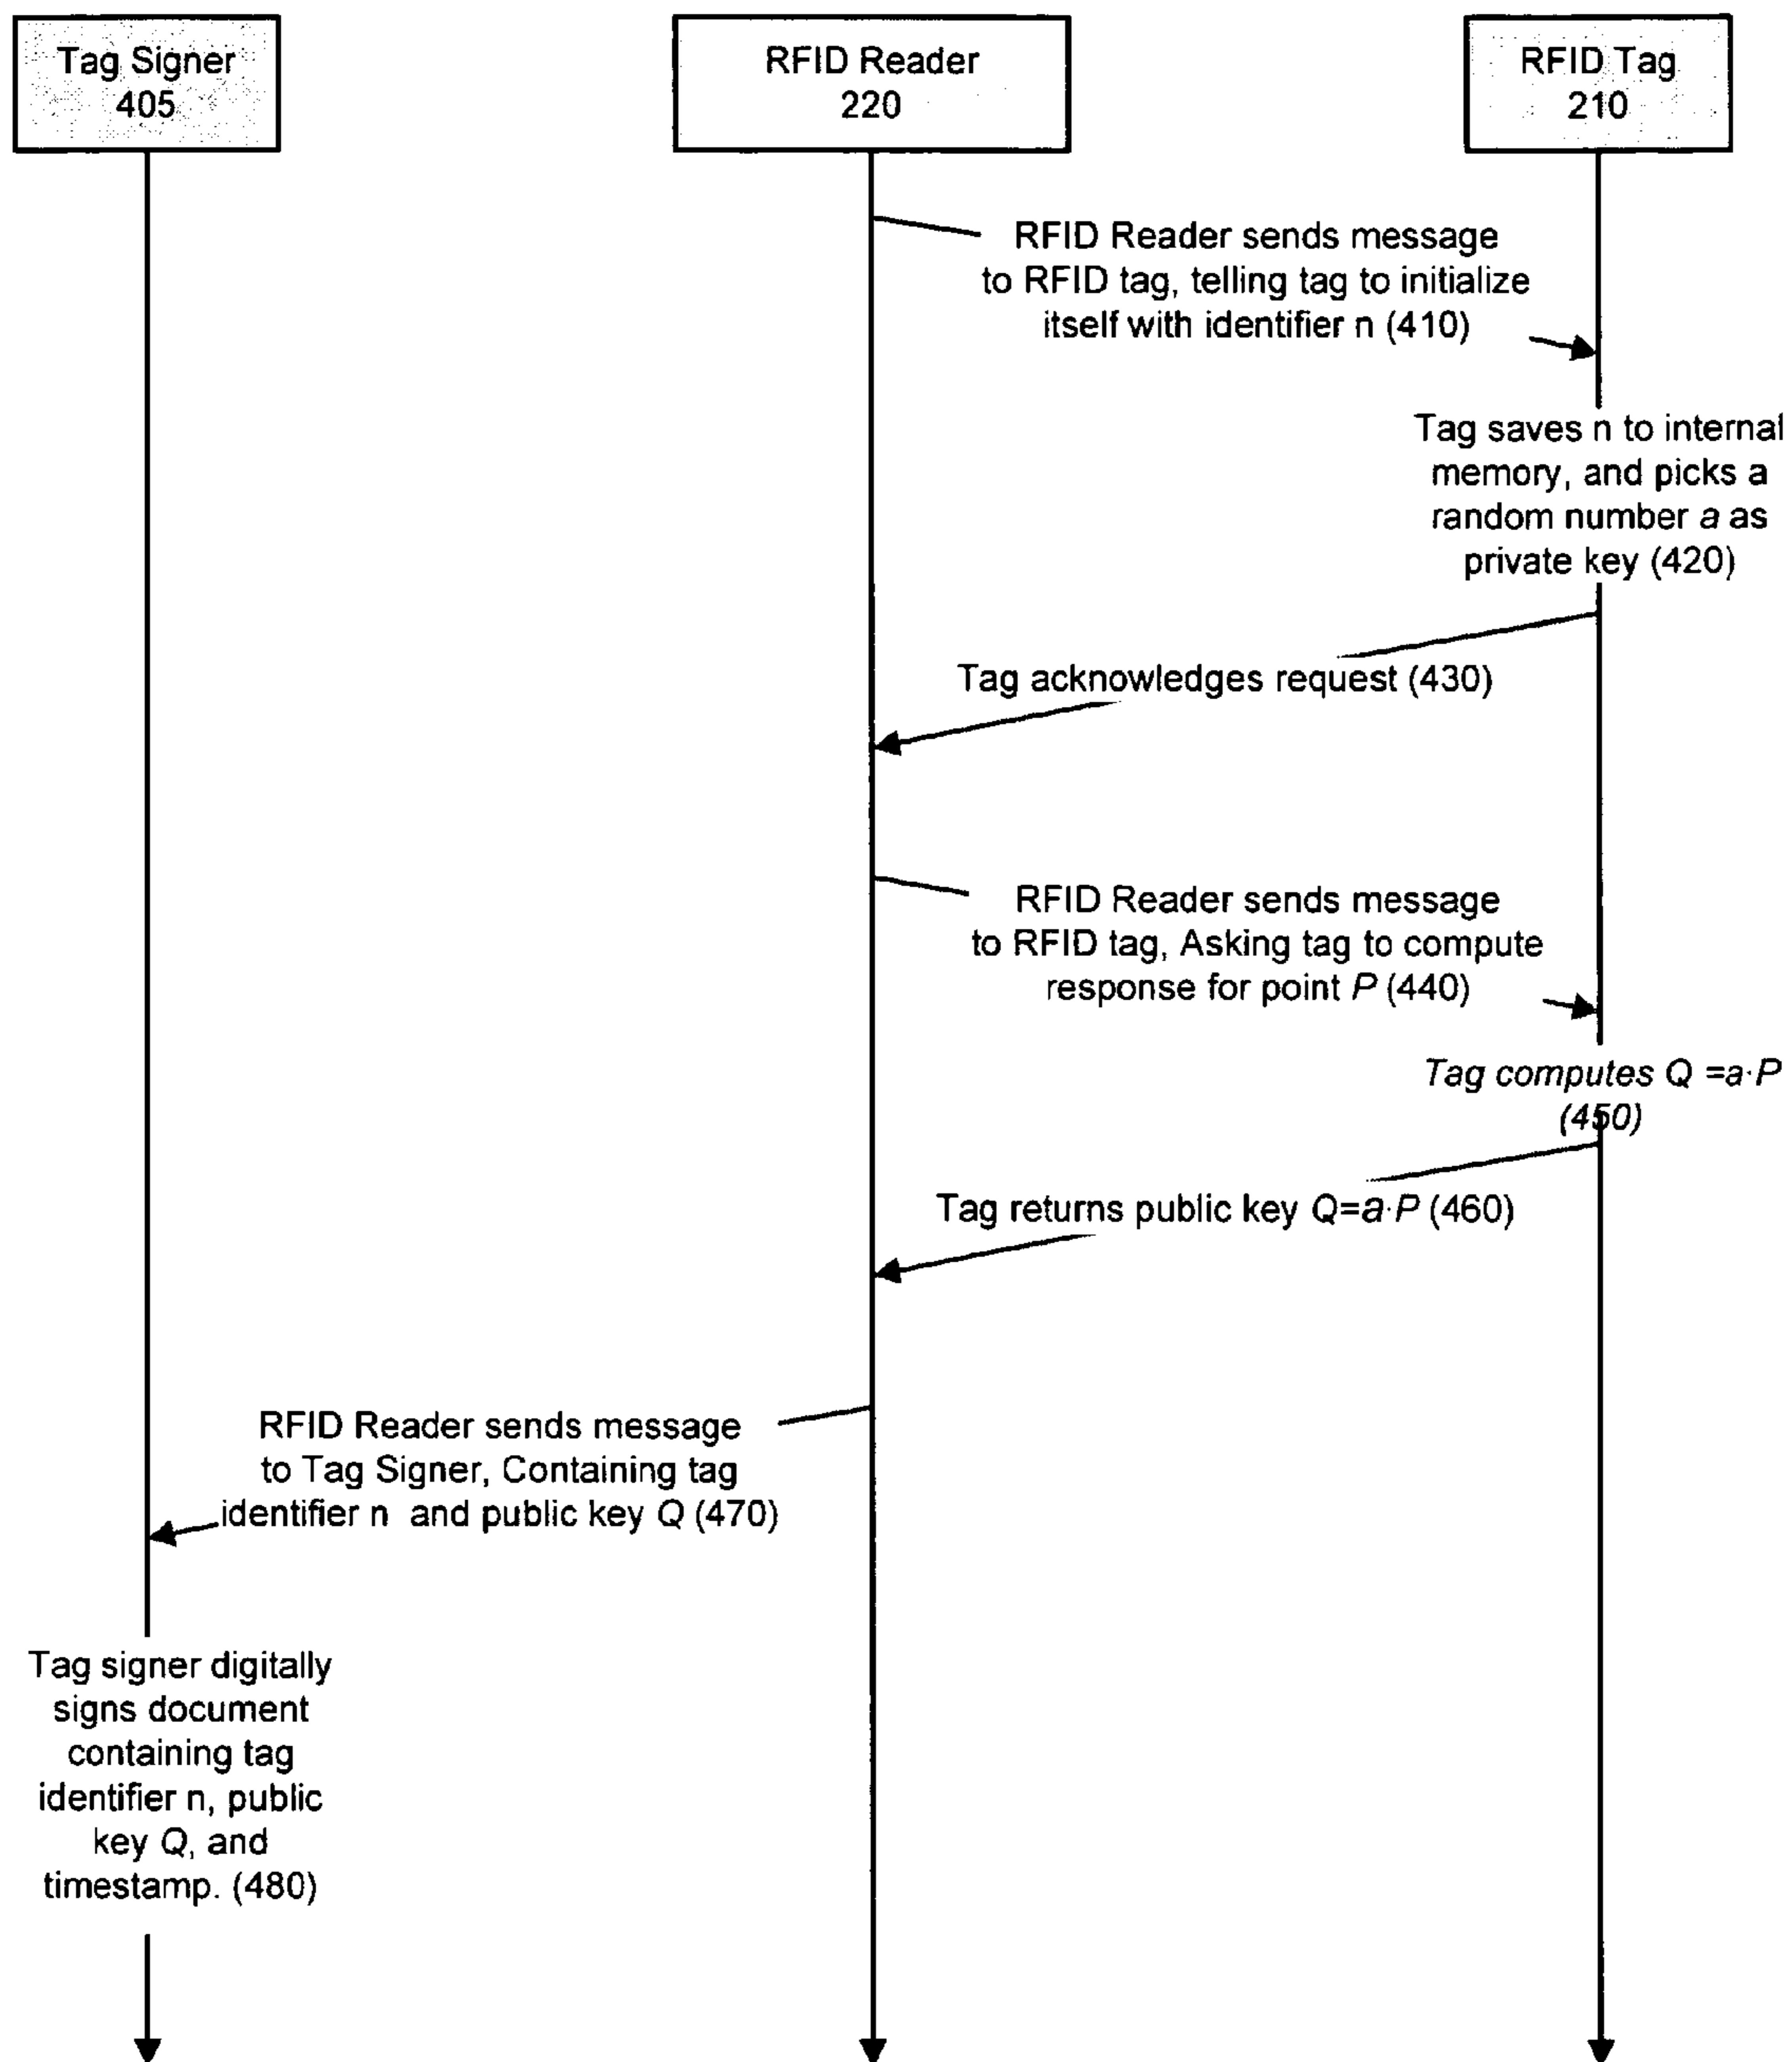 Tag Signer
405
RFID Reader
220
RFID Tag
210
RFID Reader sends message
to RFID tag, telling tag to initialize
itself with identifier n (410)
Tag saves n to internal
memory, and picks a
random number a as
private key (420)
Tag acknowledges request (430)
RFID Reader sends message
to RFID tag, Asking tag to compute
response for point P (440)
Tag computes Q =a·P
(450)
Tag returns public key Q=a·P (460)
RFID Reader sends message
to Tag Signer, Containing tag
identifier n and public key Q (470)
Tag signer digitally
signs document
containing tag
identifier n, public
key Q, and
timestamp. (480)